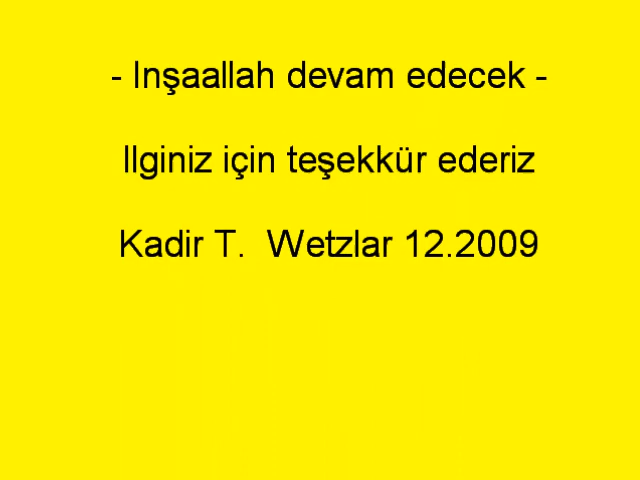 - Inşaallah devam edecek -
Ilginiz için teşekkür ederiz
Kadir T.  Wetzlar 12.2009